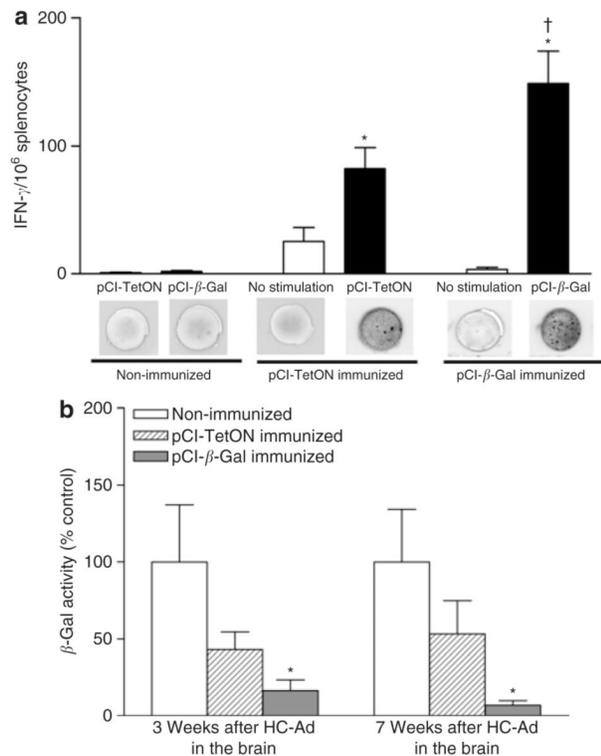 a
200
100
0
IFN-γ/10⁶ splenocytes
*
†
*
pCI-TetON pCI-β-Gal No stimulation pCI-TetON No stimulation pCI-β-Gal
Non-immunized pCI-TetON immunized pCI-β-Gal immunized
b
200
150
100
50
0
β-Gal activity (% control)
Non-immunized
pCI-TetON immunized
pCI-β-Gal immunized
*
*
3 Weeks after HC-Ad
in the brain
7 Weeks after HC-Ad
in the brain